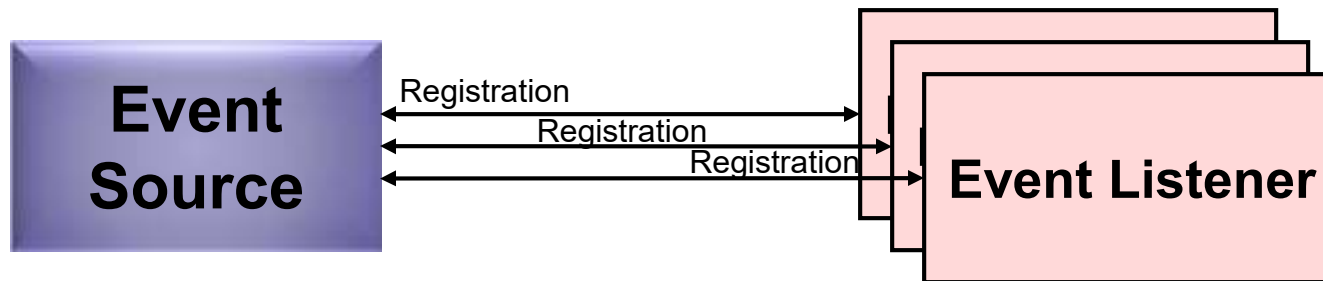 Event
Source
Registration
Registration
Registration
Event Listener